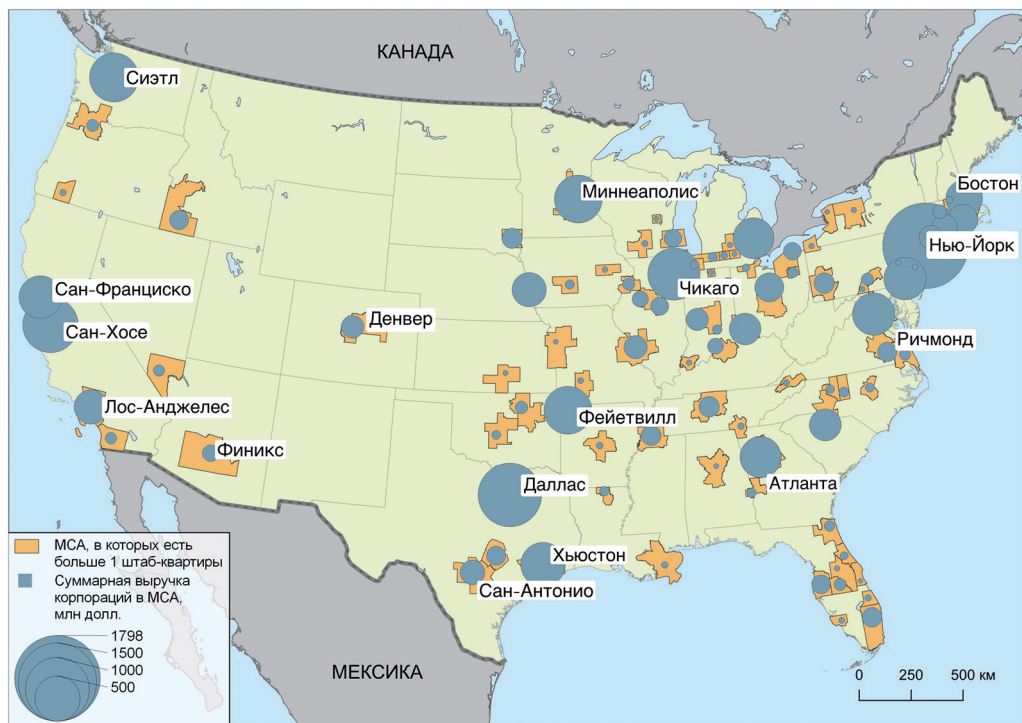 КАНАДА
Сиэтл
Миннеаполис
Бостон
Нью-Йорк
Чикаго
Сан-Франциско
Сан-Хосе
Денвер
Ричмонд
Лос-Анджелес
Фейетвилл
Финикс
Даллас
Атланта
Хьюстон
Сан-Антонио
МЕКСИКА
МСА, в которых есть
больше 1 штаб-квартиры
Суммарная выручка
корпораций в МСА,
млн долл.
1798
1500
1000
500
0 250 500 км